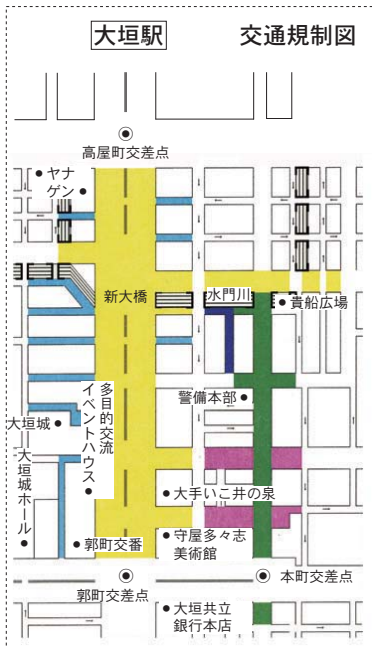 大垣駅
交通規制図
高屋町交差点
ヤナ
ゲン
新大橋
水門川
貴船広場
多目的交流
イベントハウス
警備本部
大垣城
大垣城ホール
大手いこ井の泉
郭町交番
守屋多々志
美術館
郭町交差点
本町交差点
大垣共立
銀行本店